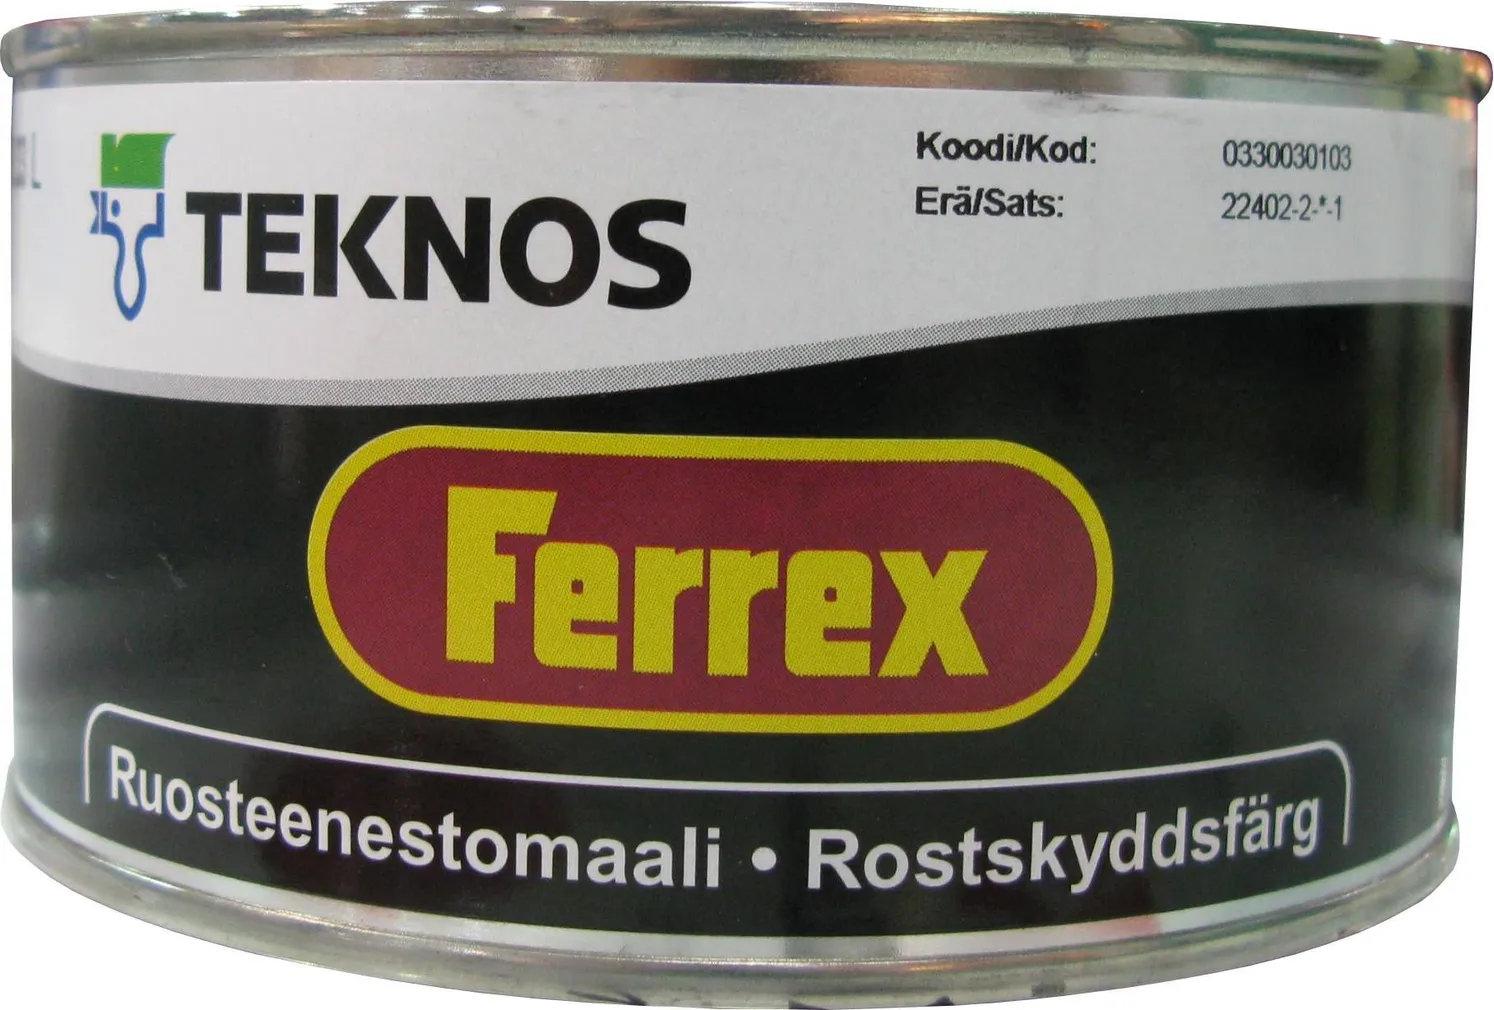 L
TEKNOS
Koodi/Kod: 0330030103
Erä/Sats: 22402-2-*-1
Ferrex
Ruosteenestomaali • Rostskyddsfärg